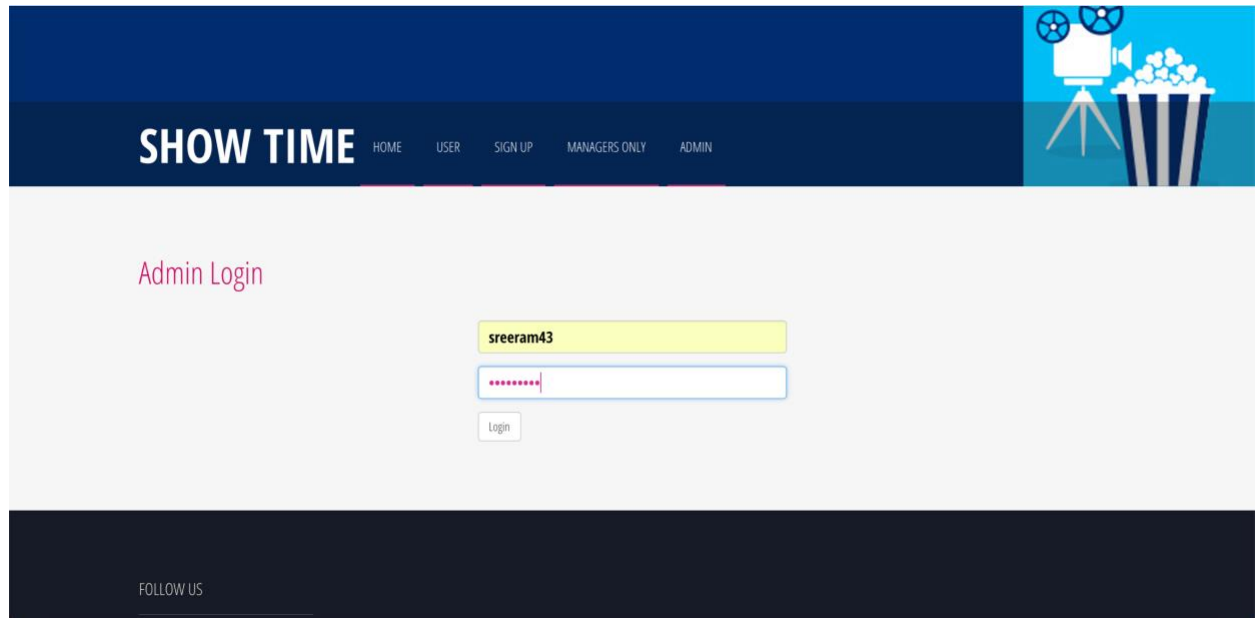 SHOW TIME HOME USER SIGN UP MANAGERS ONLY ADMIN
Admin Login
sreeram43
•••••••••
Login
FOLLOW US